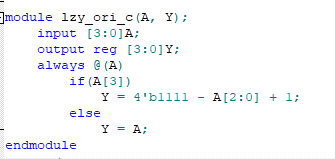 module lzy_ori_c(A, Y);
input [3:0]A;
output reg [3:0]Y;
always @(A)
if(A[3])
Y = 4'b1111 - A[2:0] + 1;
else
Y = A;
endmodule